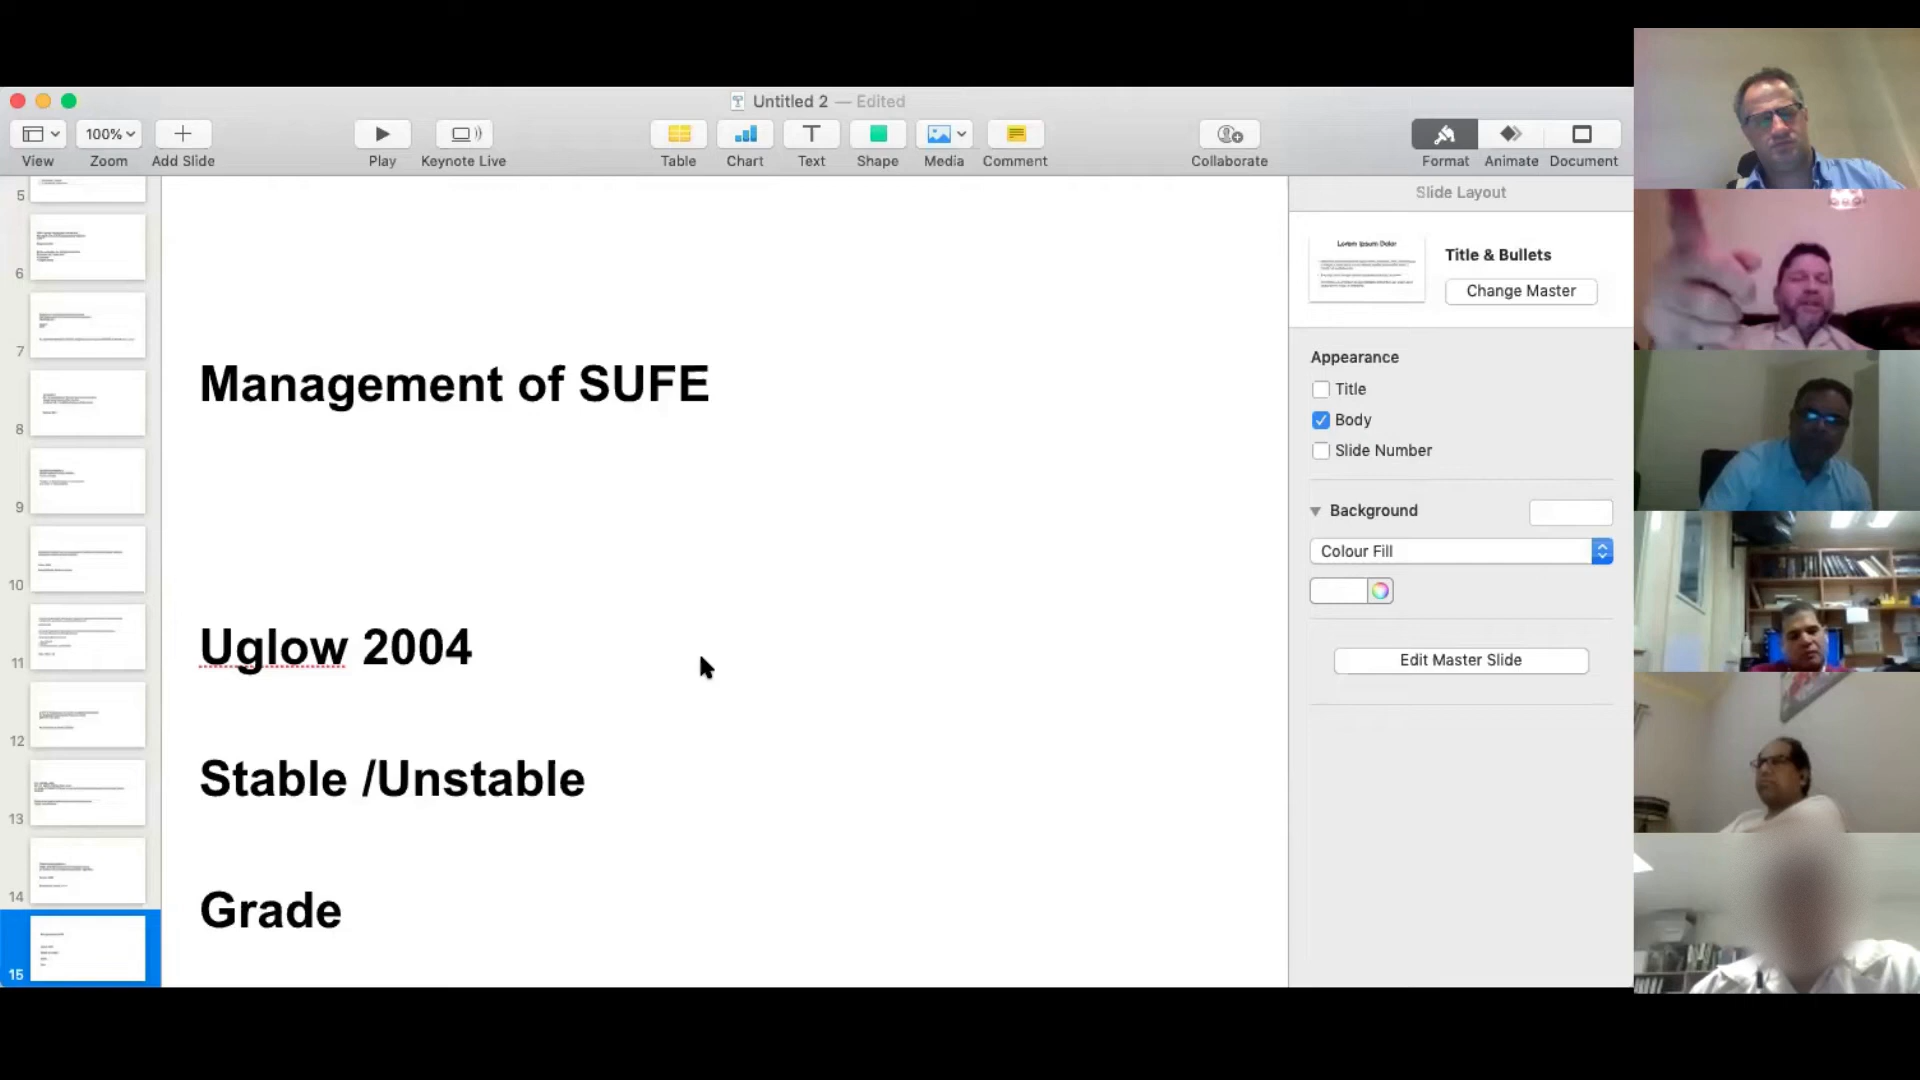 Untitled 2 — Edited
100%
View
Zoom
Add Slide
Play
Keynote Live
Table
Chart
Text
Shape
Media
Comment
Collaborate
Format
Animate
Document
5
6
7
8
9
10
11
12
13
14
15
Management of SUFE
Uglow 2004
Stable /Unstable
Grade
Slide Layout
Lorem Ipsum Dolor
Title & Bullets
Change Master
Appearance
Title
Body
Slide Number
Background
Colour Fill
Edit Master Slide